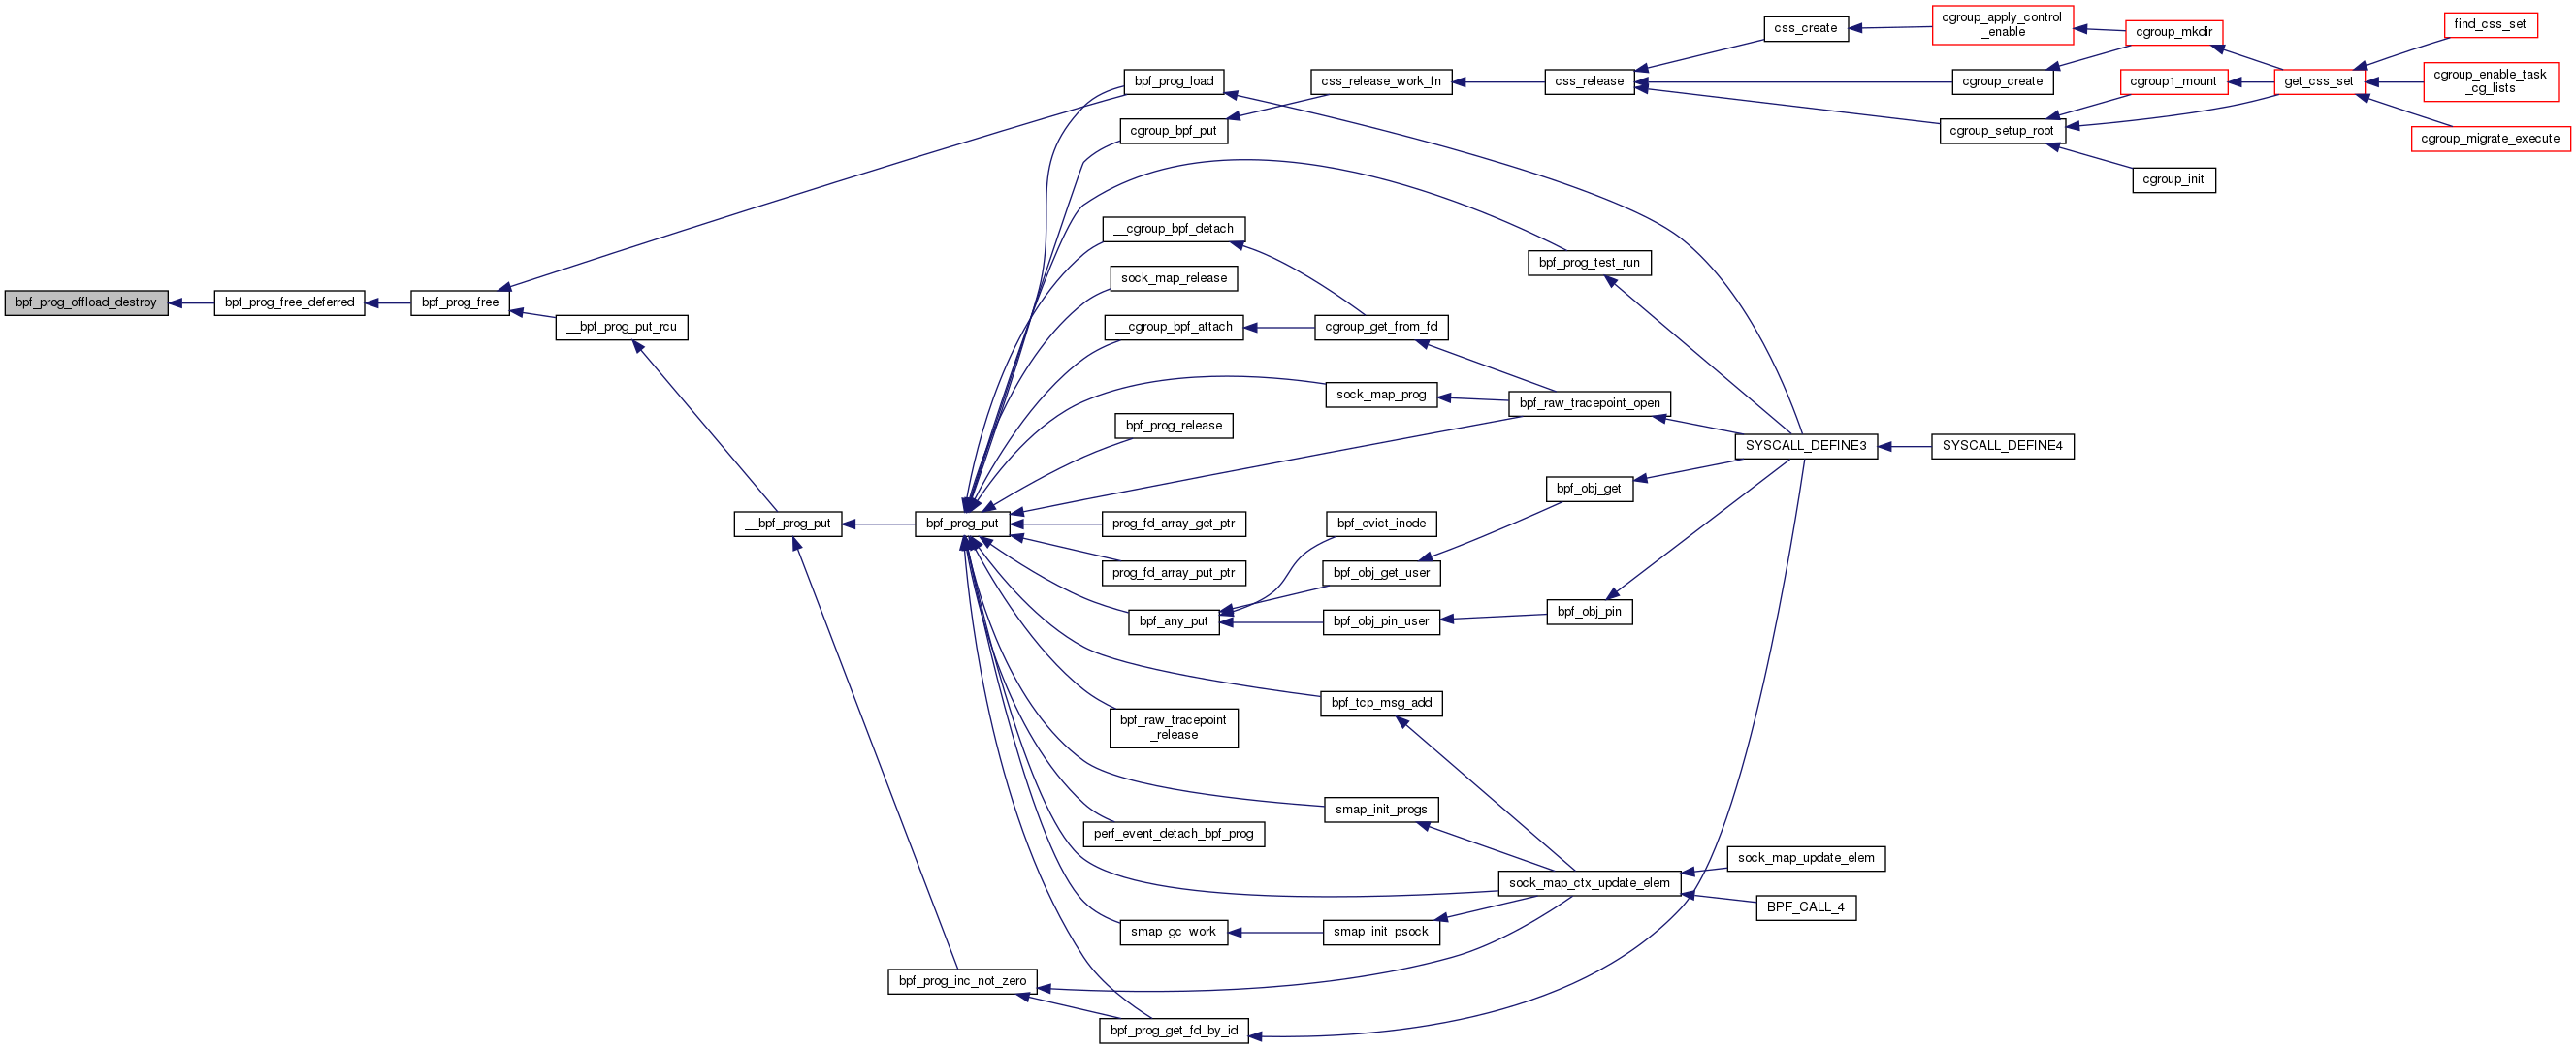 bpf_prog_offload_destroy
bpf_prog_free_deferred
bpf_prog_free
__bpf_prog_put_rcu
__bpf_prog_put
bpf_prog_put
bpf_prog_inc_not_zero
bpf_prog_load
cgroup_bpf_put
__cgroup_bpf_detach
sock_map_release
__cgroup_bpf_attach
bpf_prog_release
prog_fd_array_get_ptr
prog_fd_array_put_ptr
bpf_any_put
bpf_raw_tracepoint
_release
perf_event_detach_bpf_prog
smap_gc_work
bpf_prog_get_fd_by_id
css_release_work_fn
cgroup_get_from_fd
sock_map_prog
bpf_evict_inode
bpf_obj_get_user
bpf_obj_pin_user
bpf_tcp_msg_add
smap_init_progs
smap_init_psock
css_release
bpf_prog_test_run
bpf_raw_tracepoint_open
bpf_obj_get
bpf_obj_pin
sock_map_ctx_update_elem
css_create
SYSCALL_DEFINE3
sock_map_update_elem
BPF_CALL_4
cgroup_apply_control
_enable
cgroup_create
cgroup_setup_root
SYSCALL_DEFINE4
cgroup_mkdir
cgroup1_mount
cgroup_init
get_css_set
find_css_set
cgroup_enable_task
_cg_lists
cgroup_migrate_execute